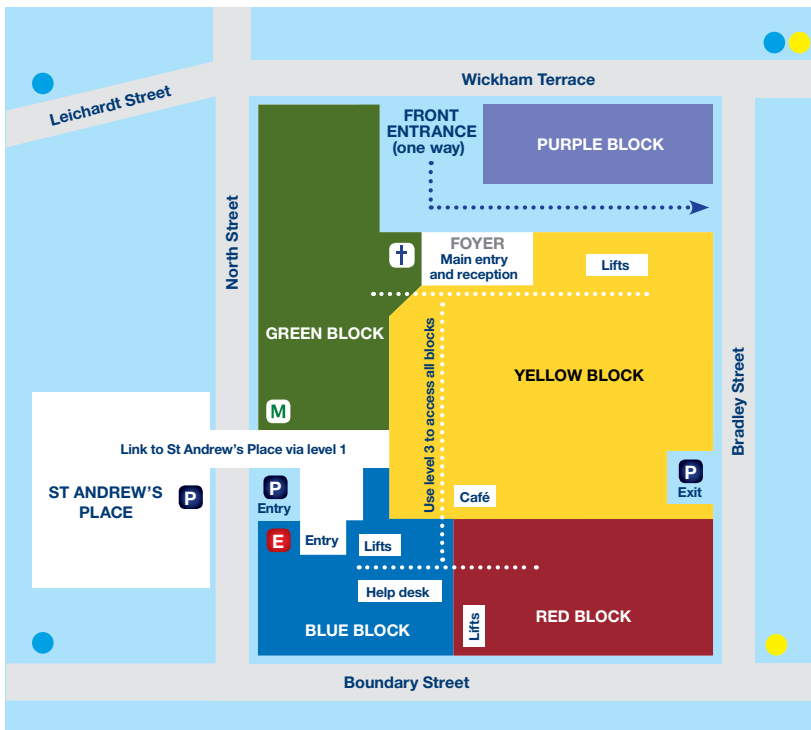 Wickham Terrace
Leichardt Street
FRONT
ENTRANCE
(one way)
PURPLE BLOCK
North Street
FOYER
Main entry
and reception
Lifts
GREEN BLOCK
Use level 3 to access all blocks
YELLOW BLOCK
Bradley Street
M
Link to St Andrew's Place via level 1
ST ANDREW'S
PLACE
P
P
Entry
Café
P
Exit
E
Entry
Lifts
Help desk
BLUE BLOCK
Lifts
RED BLOCK
Boundary Street